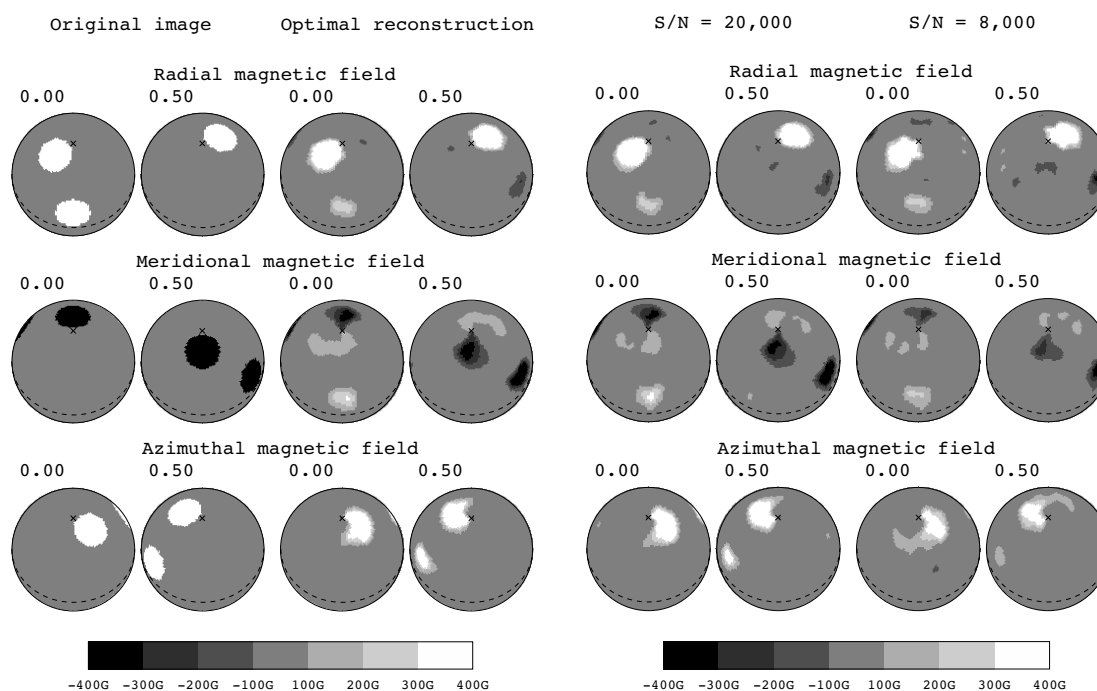 Original image Optimal reconstruction S/N = 20,000 S/N = 8,000
Radial magnetic field Radial magnetic field
0.00 0.50 0.00 0.50 0.00 0.50 0.00 0.50
Meridional magnetic field Meridional magnetic field
0.00 0.50 0.00 0.50 0.00 0.50 0.00 0.50
Azimuthal magnetic field Azimuthal magnetic field
0.00 0.50 0.00 0.50 0.00 0.50 0.00 0.50
-400G -300G -200G -100G 100G 200G 300G 400G -400G -300G -200G -100G 100G 200G 300G 400G